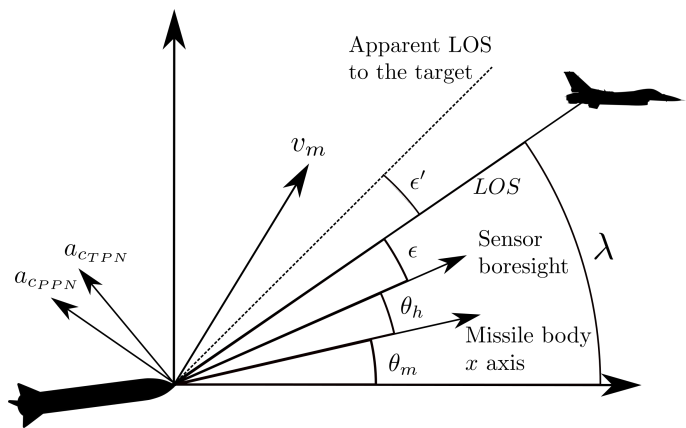 Apparent LOS
to the target
v_m
ϵ′
LOS
a_{c_{TPN}}
a_{c_{PPN}}
ϵ
Sensor
boresight
λ
θ_h
Missile body
x axis
θ_m